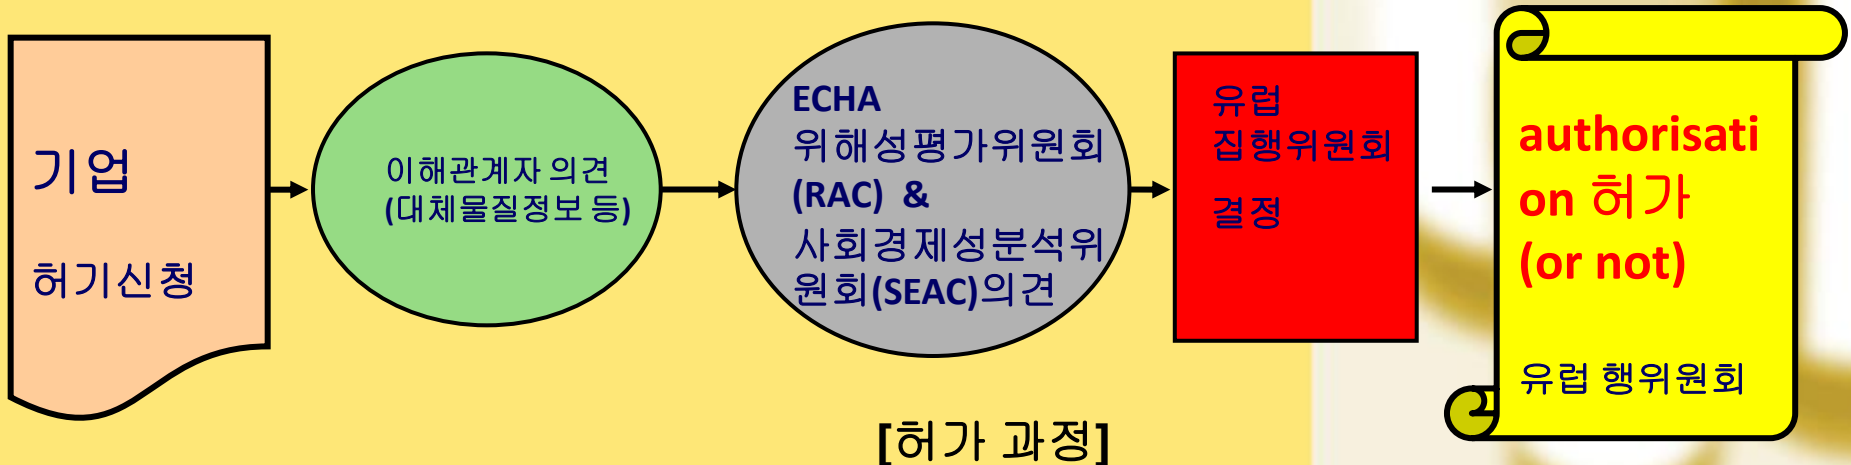 기업
허기신청
이해관계자 의견
(대체물질정보 등)
ECHA
위해성평가위원회
(RAC) &
사회경제성분석위
원회(SEAC)의견
유럽
집행위원회
결정
authorisati
on 허가
(or not)
유럽 행위원회
[허가 과정]